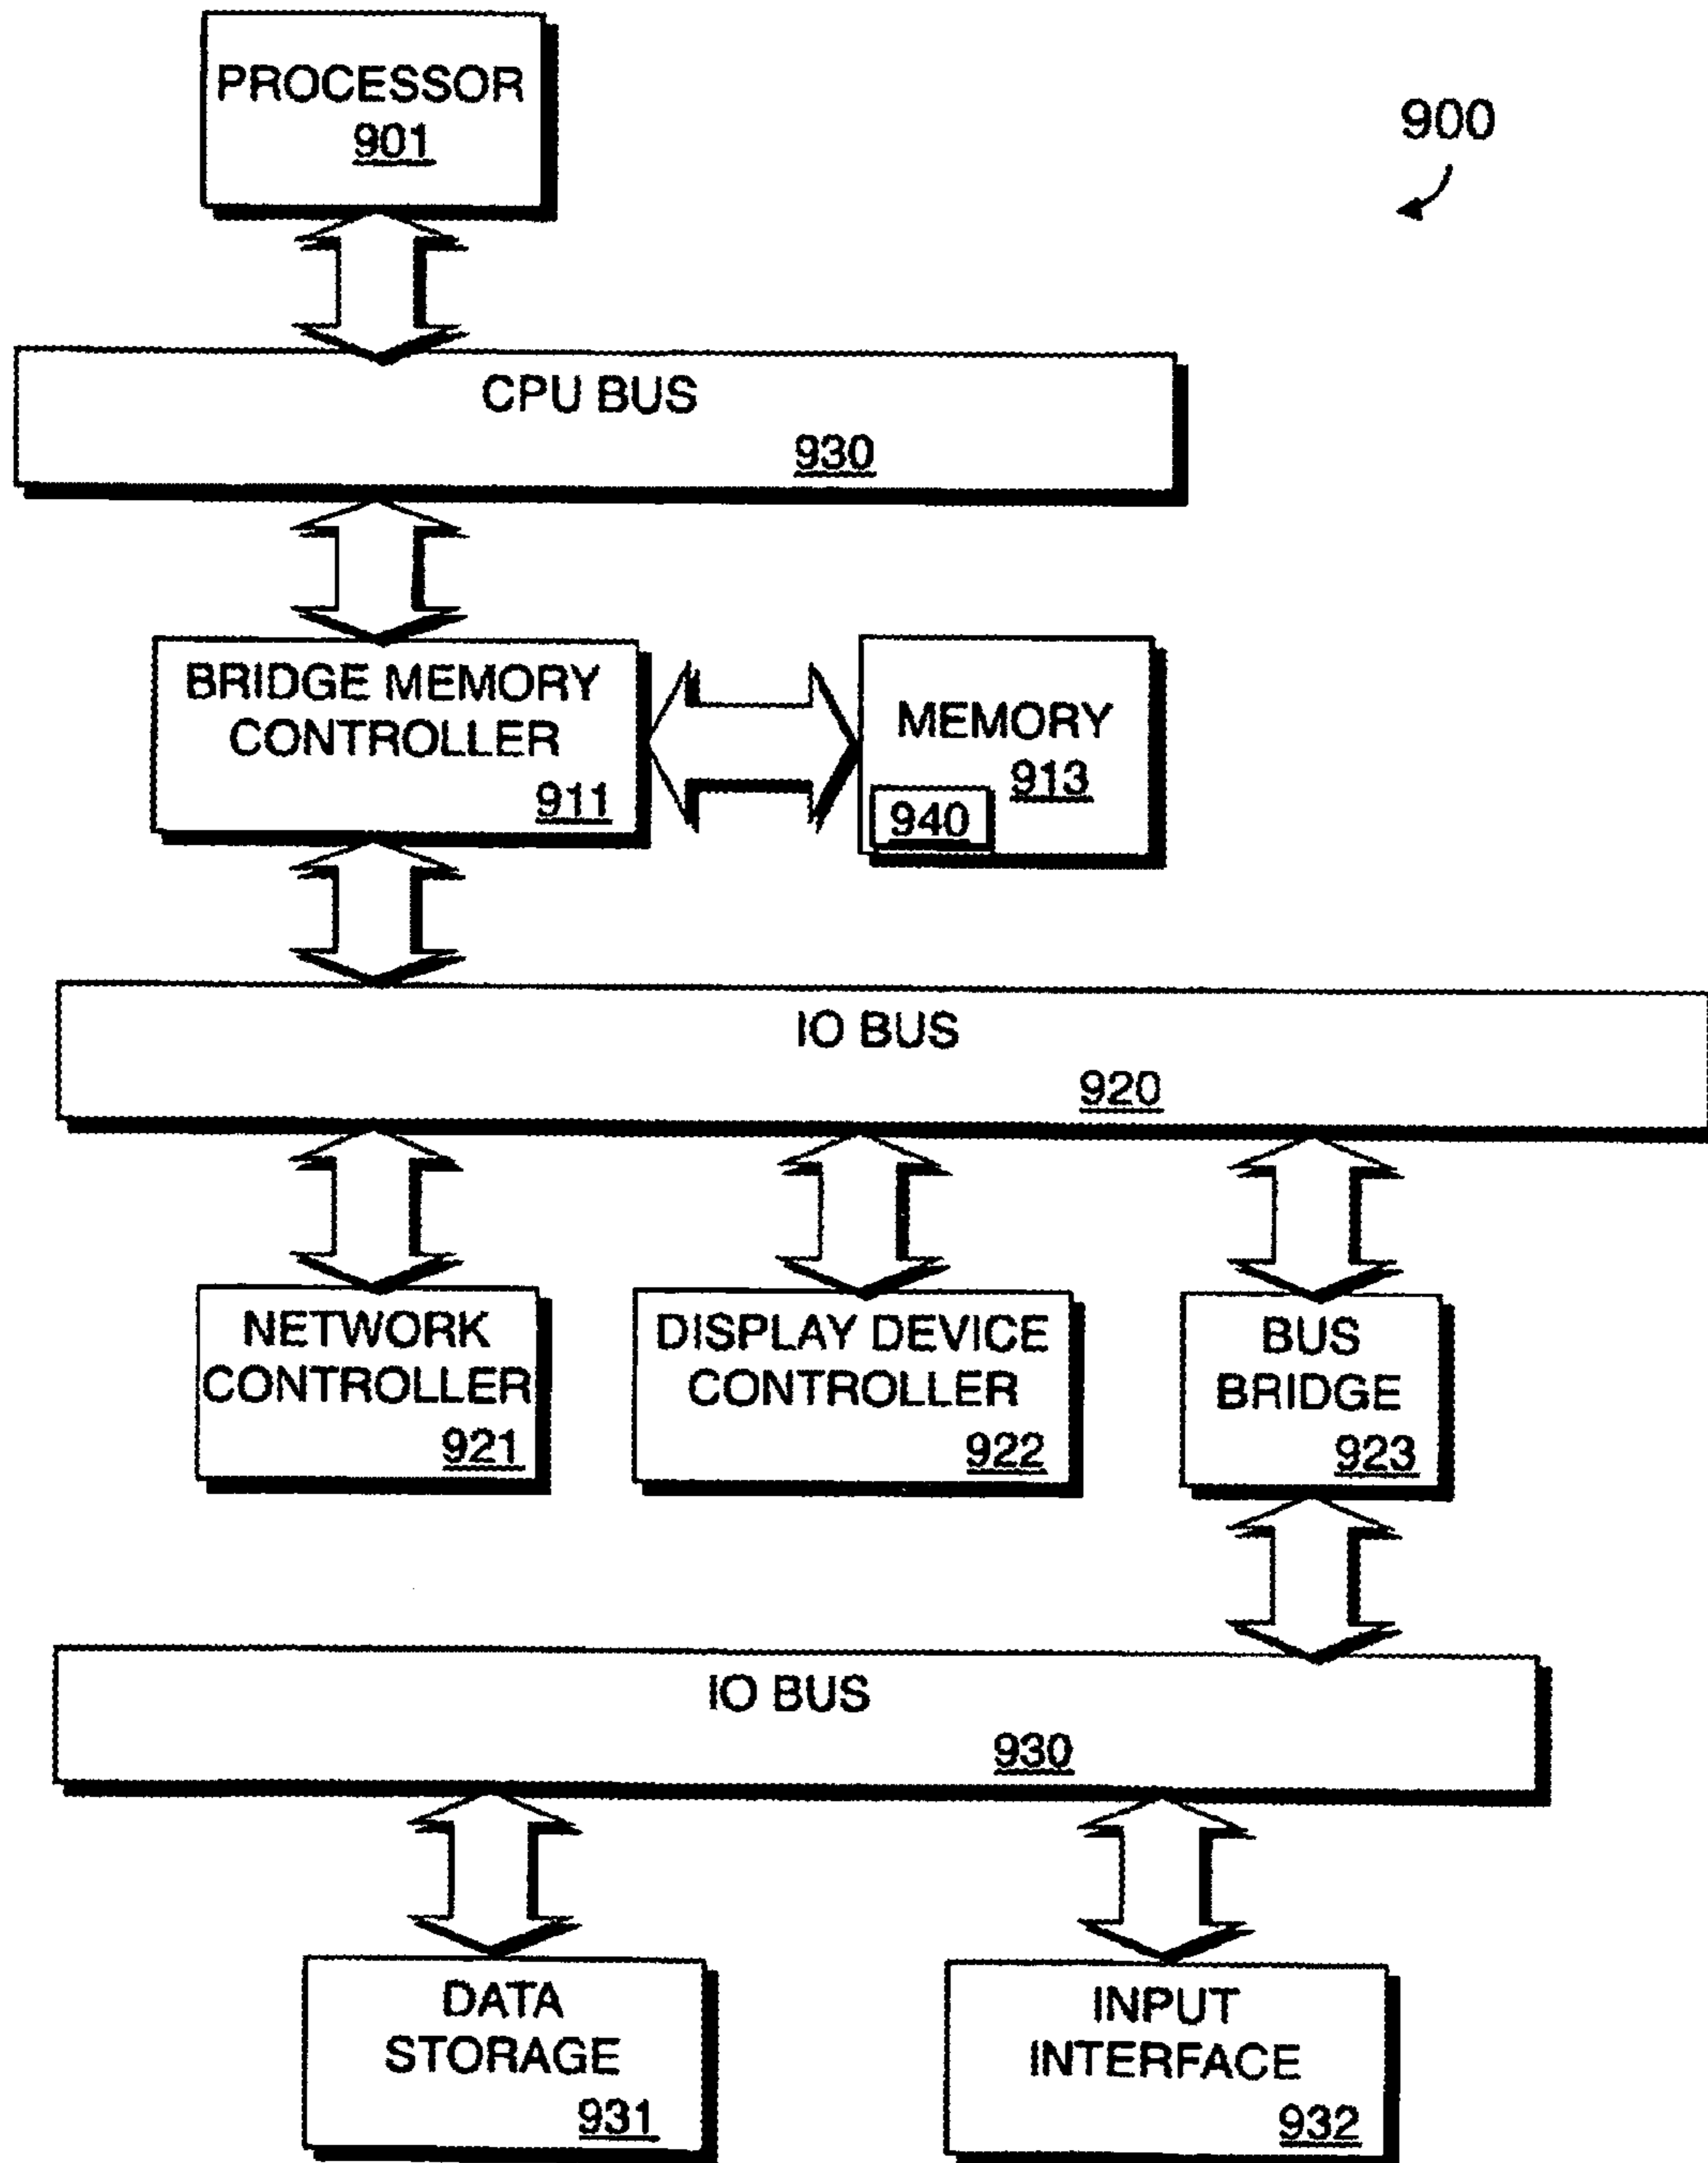 PROCESSOR
901
900
CPU BUS
930
BRIDGE MEMORY
CONTROLLER
911
MEMORY
913
940
IO BUS
920
NETWORK
CONTROLLER
921
DISPLAY DEVICE
CONTROLLER
922
BUS
BRIDGE
923
IO BUS
930
DATA
STORAGE
931
INPUT
INTERFACE
932